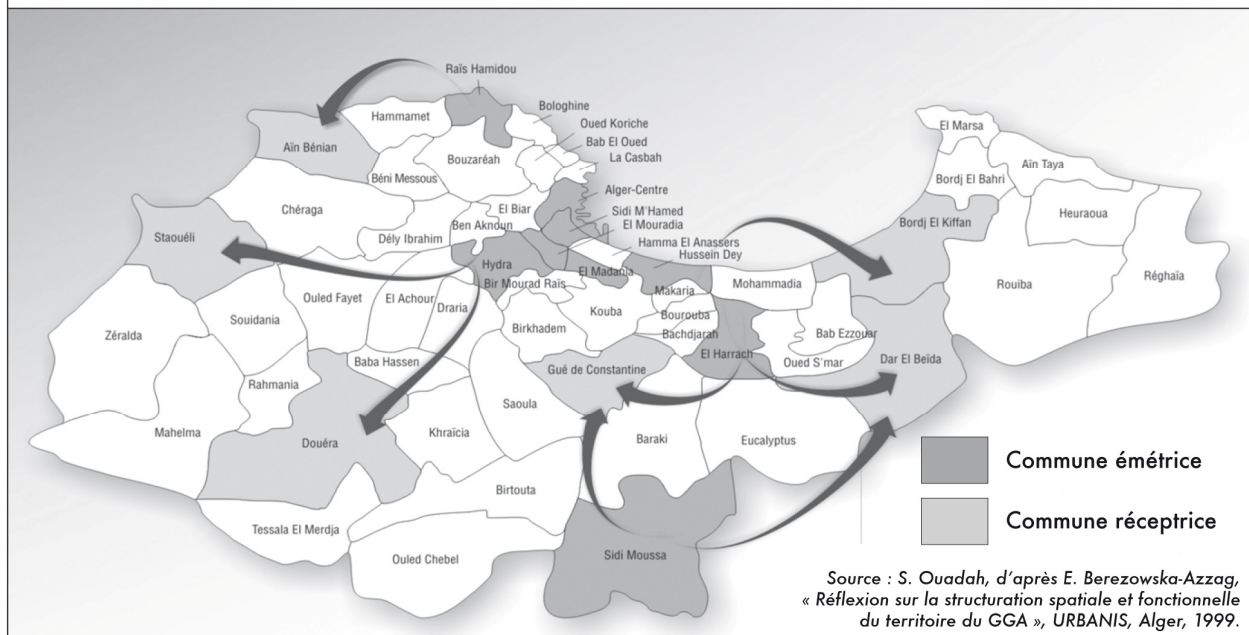 Raïs Hamidou
Bologhine
Oued Koriche
Bab El Oued
La Casbah
Hammamet
Aïn Bénian
Bouzaréah
Béni Messous
Alger-Centre
Sidi M'Hamed
El Mouradia
Hamma El Anassers
Hussein Dey
Chéraga
El Biar
Ben Aknoun
Dély Ibrahim
Staouéli
Hydra
El Madania
Bir Mourad Raïs
Makaria
Mohammadia
El Marsa
Aïn Taya
Bordj El Bahri
Bordj El Kiffan
Heuraoua
Réghaïa
Rouiba
Ouled Fayet
El Achour
Draria
Kouba
Bourouba
Bachdjarah
Birkhadem
Zéralda
Souidania
Bab Ezzouar
El Harrach
Oued S'mar
Dar El Beïda
Baba Hassen
Gué de Constantine
Rahmania
Saoula
Mahelma
Douéra
Khraïcia
Baraki
Eucalyptus
Birtouta
Tessala El Merdja
Ouled Chebel
Sidi Moussa
Commune émétrice
Commune réceptrice
Source : S. Ouadah, d'après E. Berezowska-Azzag,
« Réflexion sur la structuration spatiale et fonctionnelle
du territoire du GGA », URBANIS, Alger, 1999.